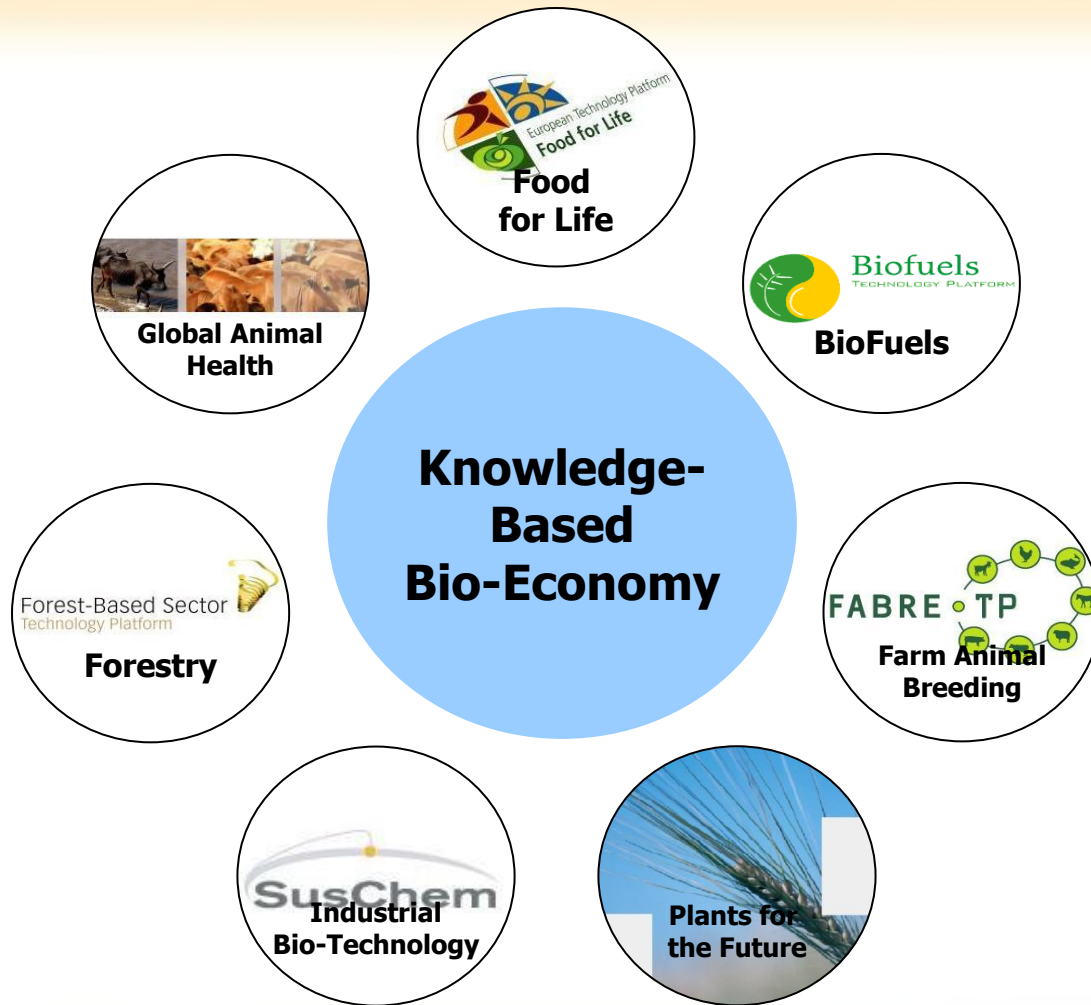 European Technology Platform
Food for Life
Food
for Life
Biofuels
TECHNOLOGY PLATFORM
BioFuels
Global Animal
Health
Knowledge-
Based
Bio-Economy
FABRE TP
Farm Animal
Breeding
Forest-Based Sector
Technology Platform
Forestry
SusChem
Industrial
Bio-Technology
Plants for
the Future